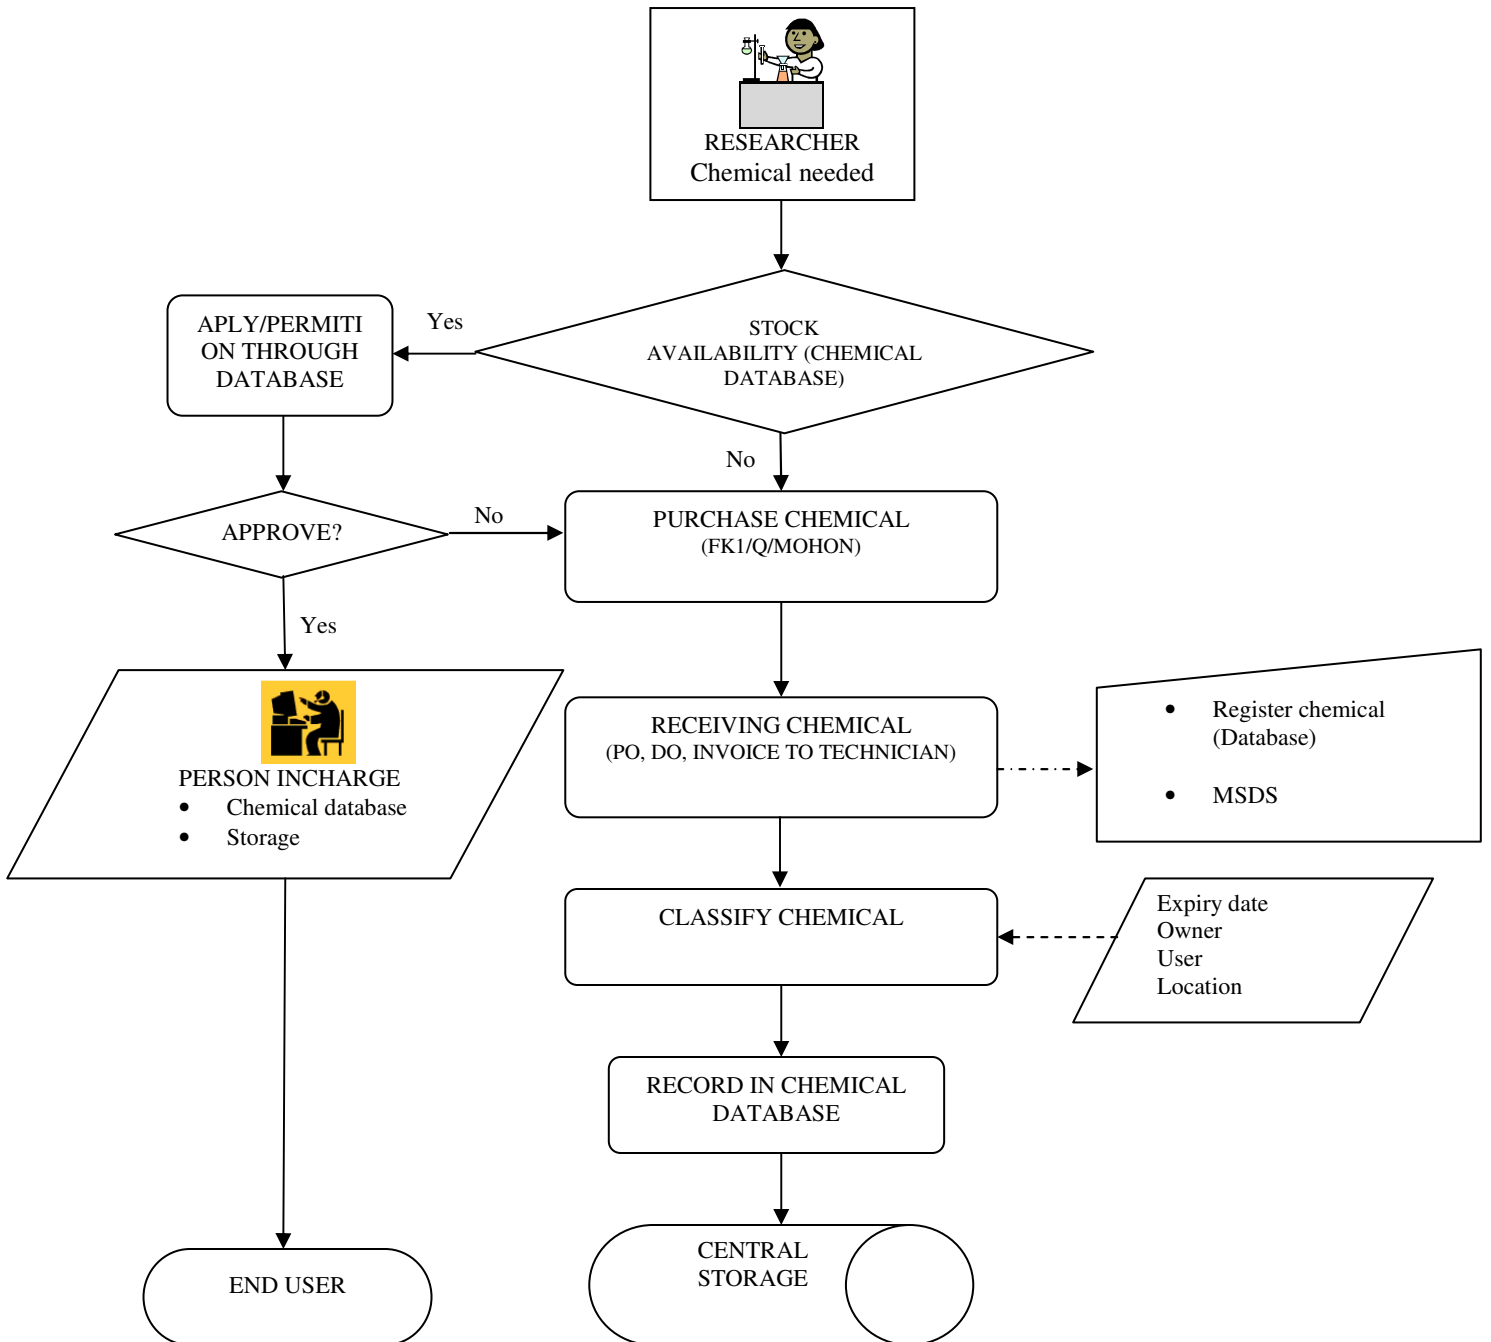 RESEARCHER
Chemical needed
STOCK
AVAILABILITY (CHEMICAL
DATABASE)
Yes
APLY/PERMITI
ON THROUGH
DATABASE
No
APPROVE?
No
PURCHASE CHEMICAL
(FK1/Q/MOHON)
Yes
PERSON INCHARGE
• Chemical database
• Storage
RECEIVING CHEMICAL
(PO, DO, INVOICE TO TECHNICIAN)
• Register chemical
(Database)
• MSDS
CLASSIFY CHEMICAL
Expiry date
Owner
User
Location
RECORD IN CHEMICAL
DATABASE
END USER
CENTRAL
STORAGE